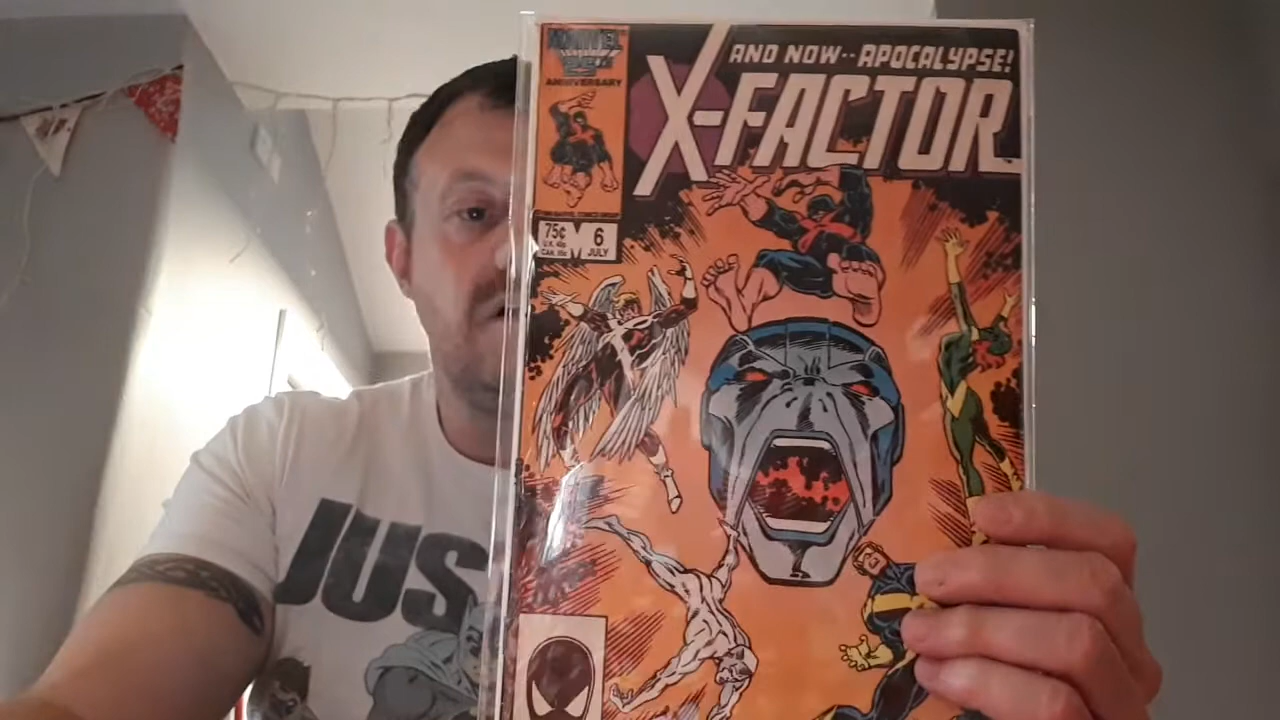 AND NOW--APOCALYPSE!
X-FACTOR
MARVEL
ANNIVERSARY
75¢
6
JULY
JUS